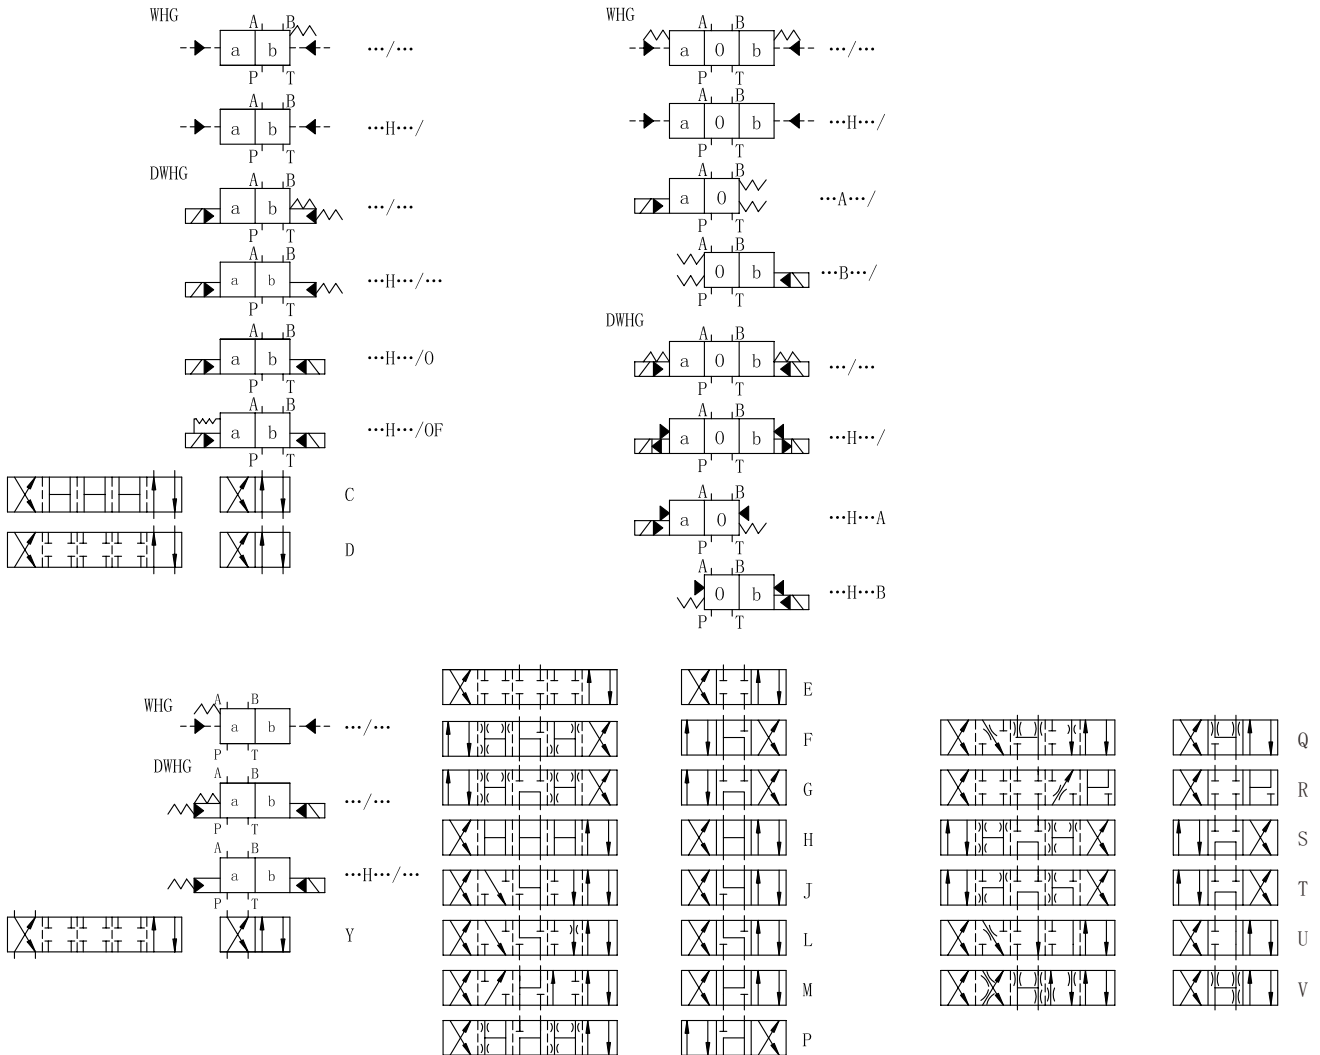 WHG
A B
a b …/…
P T
A B
a b …H…/
P T
DWHG
A B
a b …/…
P T
A B
a b …H…/…
P T
A B
a b …H…/O
P T
A B
a b …H…/OF
P T
C
D
WHG
A B
a 0 b …/…
P T
A B
a 0 b …H…/
P T
A B
a 0 …A…/
P T
A B
0 b …B…/
P T
DWHG
A B
a 0 b …/…
P T
A B
a 0 b …H…/
P T
A B
a 0 …H…A
P T
A B
0 b …H…B
P T
WHG
A B
a b …/…
P T
DWHG
A B
a b …/…
P T
A B
a b …H…/…
P T
Y
E
F
G
H
J
L
M
P
Q
R
S
T
U
V